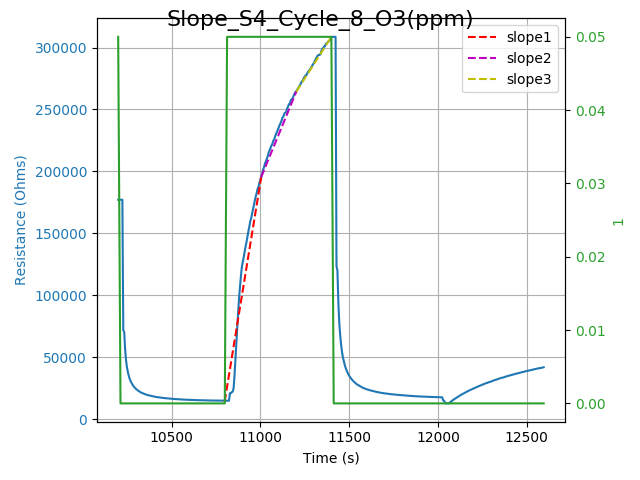 Slope_S4_Cycle_8_O3(ppm)
slope1
slope2
slope3
Resistance (Ohms)
300000
250000
200000
150000
100000
50000
0
0.05
0.04
0.03
0.02
0.01
0.00
1
10500 11000 11500 12000 12500
Time (s)